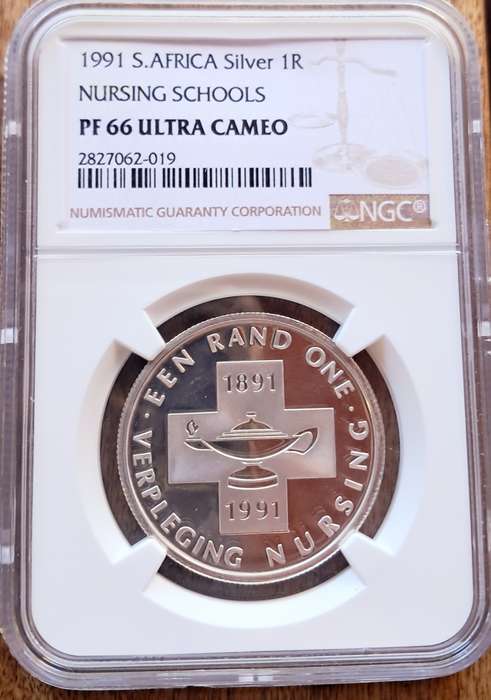 1991 S.AFRICA Silver 1R
NURSING SCHOOLS
PF 66 ULTRA CAMEO
2827062-019
NUMISMATIC GUARANTY CORPORATION NGC®
· EEN RAND ONE ·
1891
1991
VERPLEGING NURSING